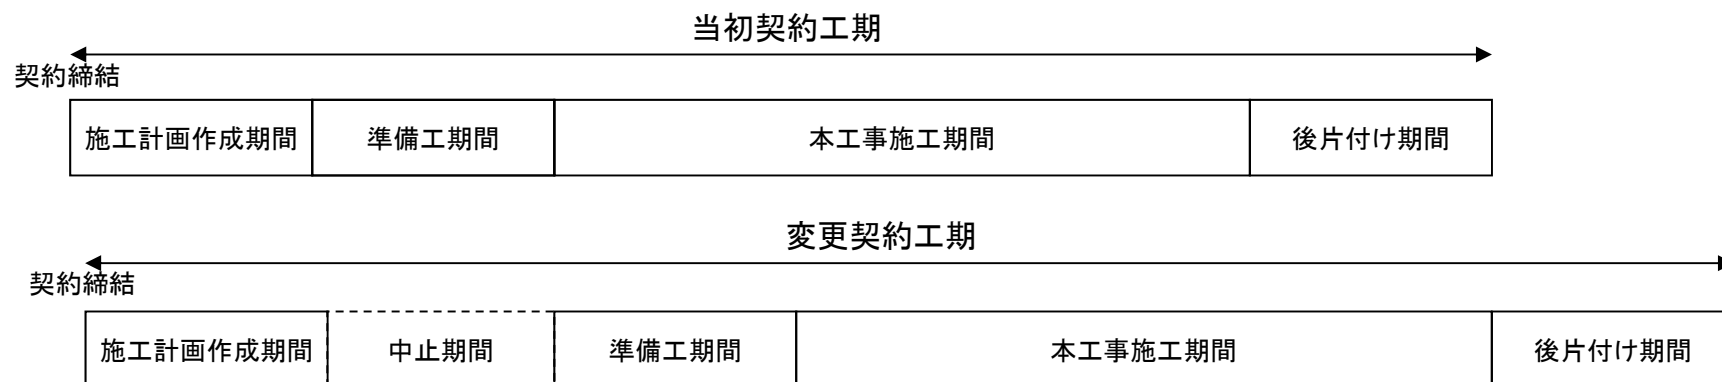 当初契約工期
契約締結
施工計画作成期間 準備工期間 本工事施工期間 後片付け期間
変更契約工期
契約締結
施工計画作成期間 中止期間 準備工期間 本工事施工期間 後片付け期間